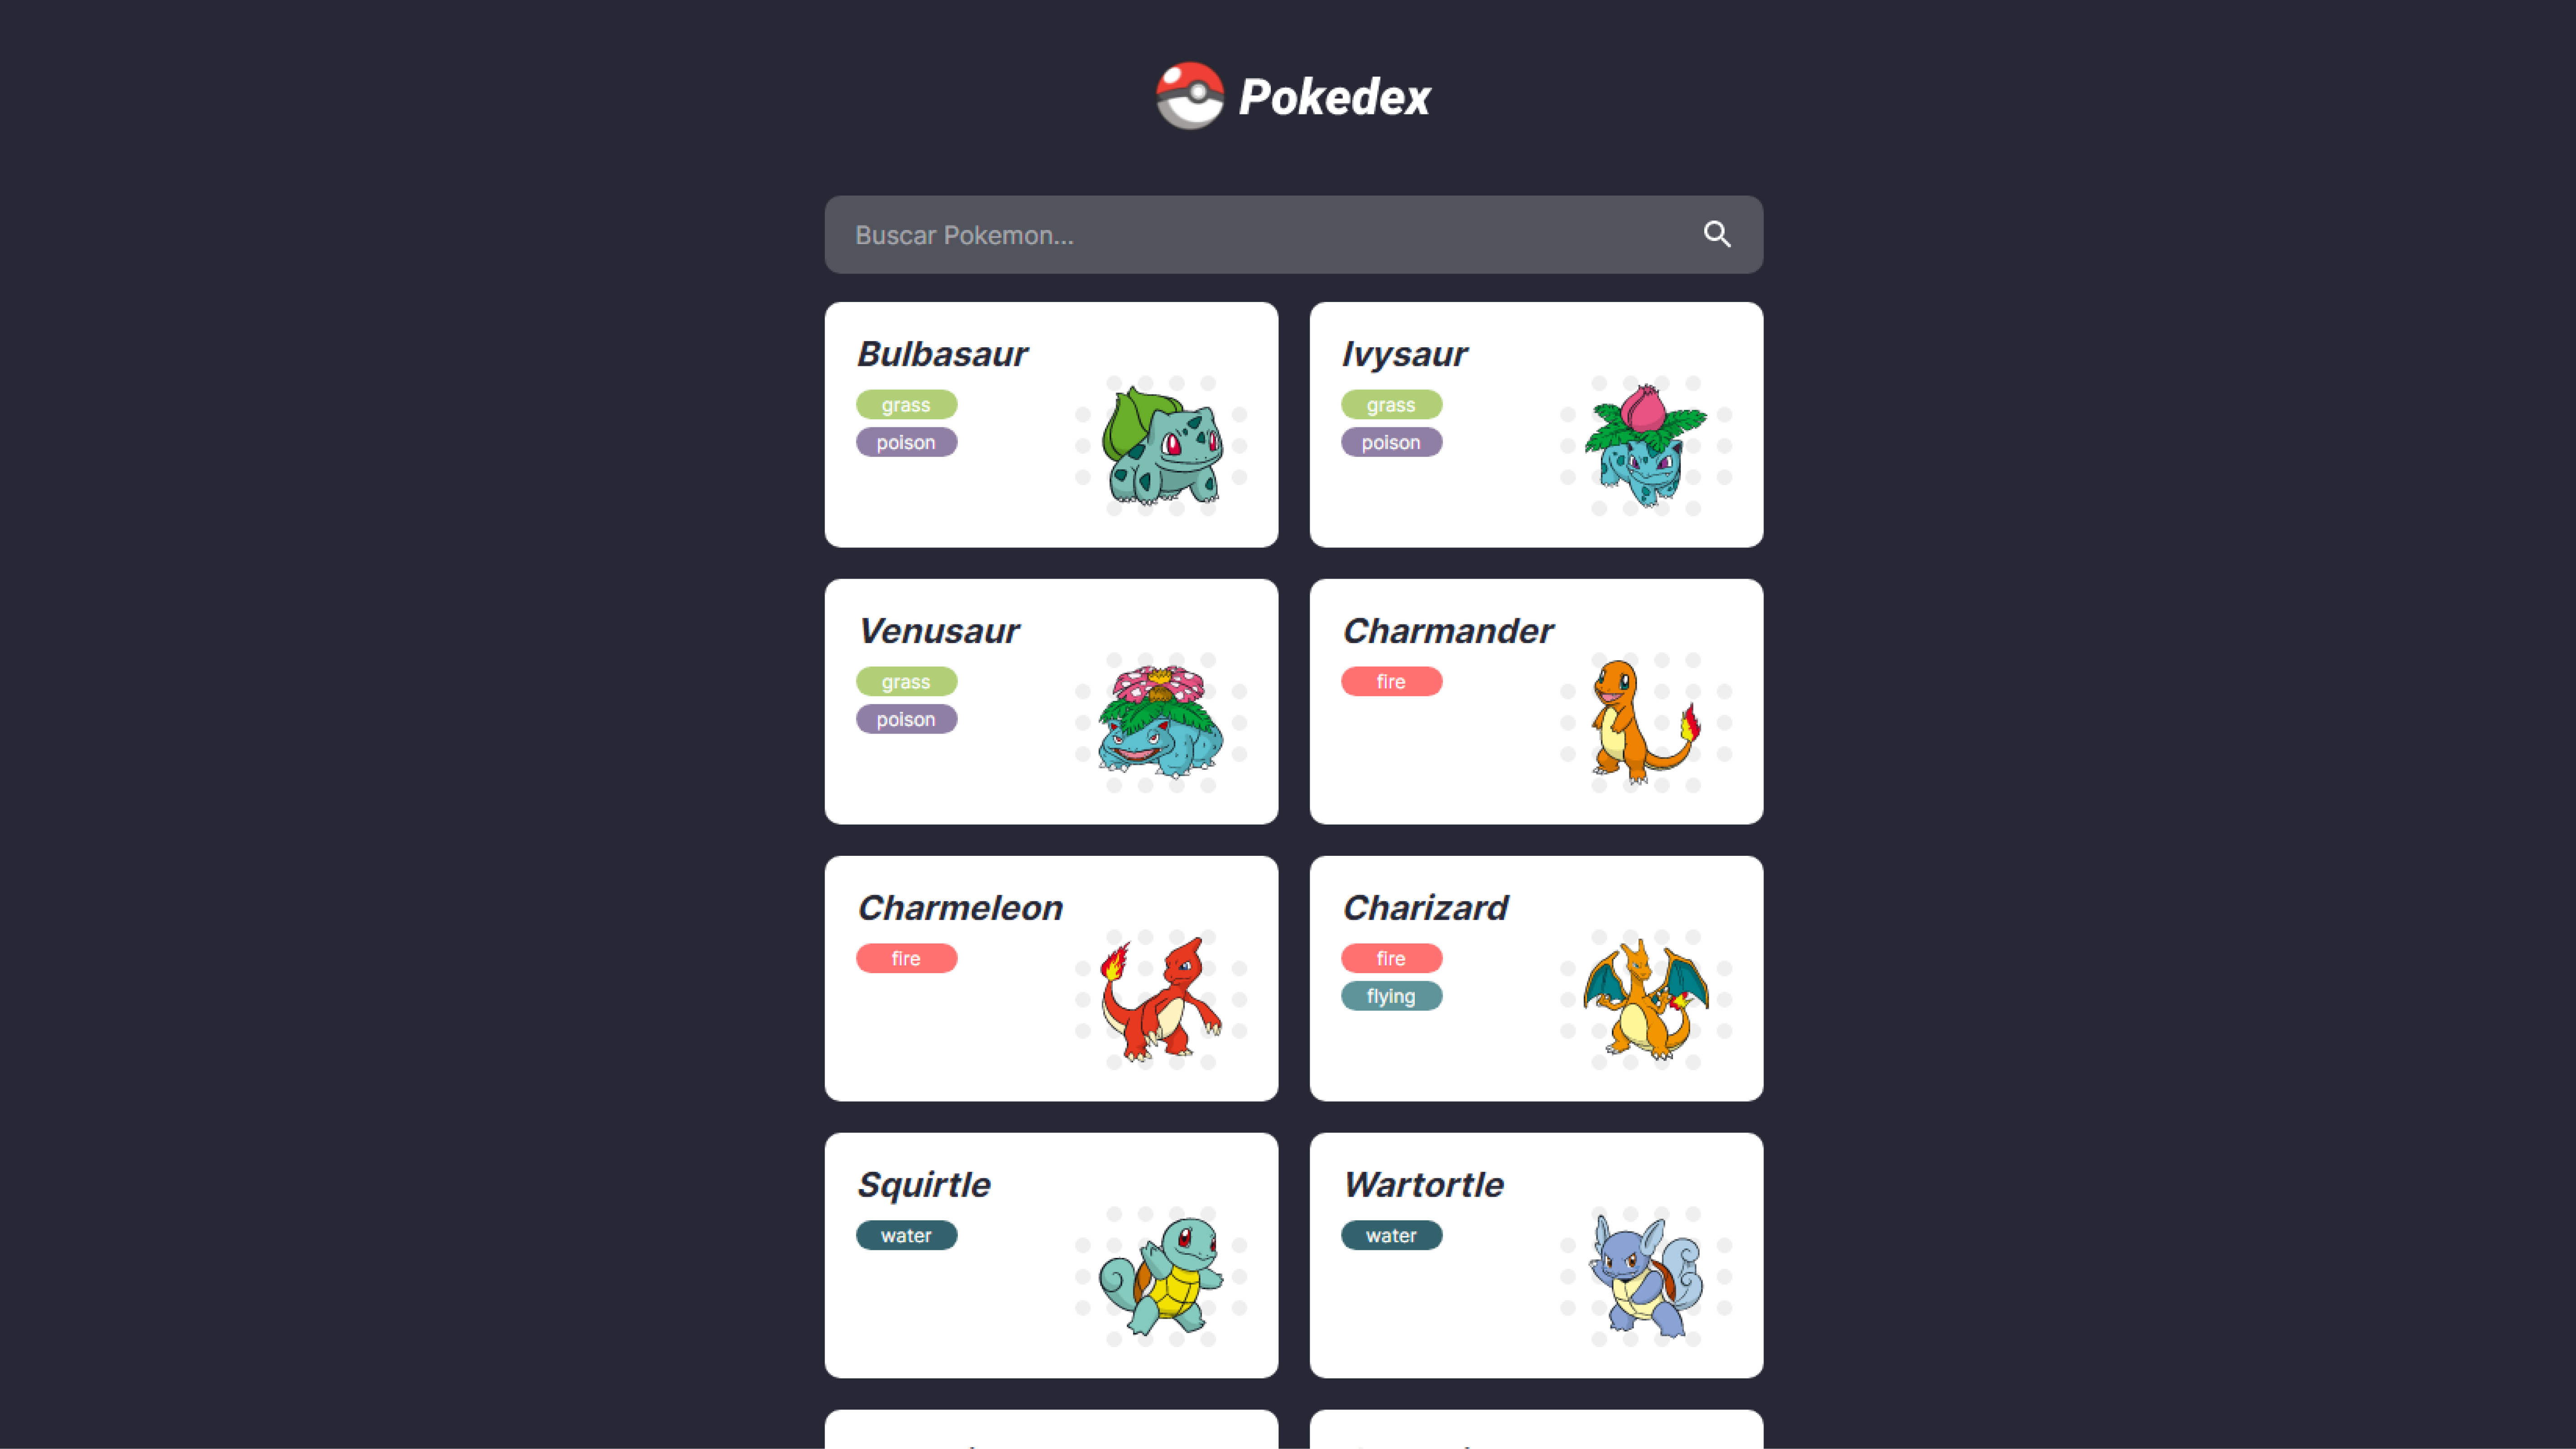 Pokedex
Buscar Pokemon...
Bulbasaur
grass
poison
Ivysaur
grass
poison
Venusaur
grass
poison
Charmander
fire
Charmeleon
fire
Charizard
fire
flying
Squirtle
water
Wartortle
water